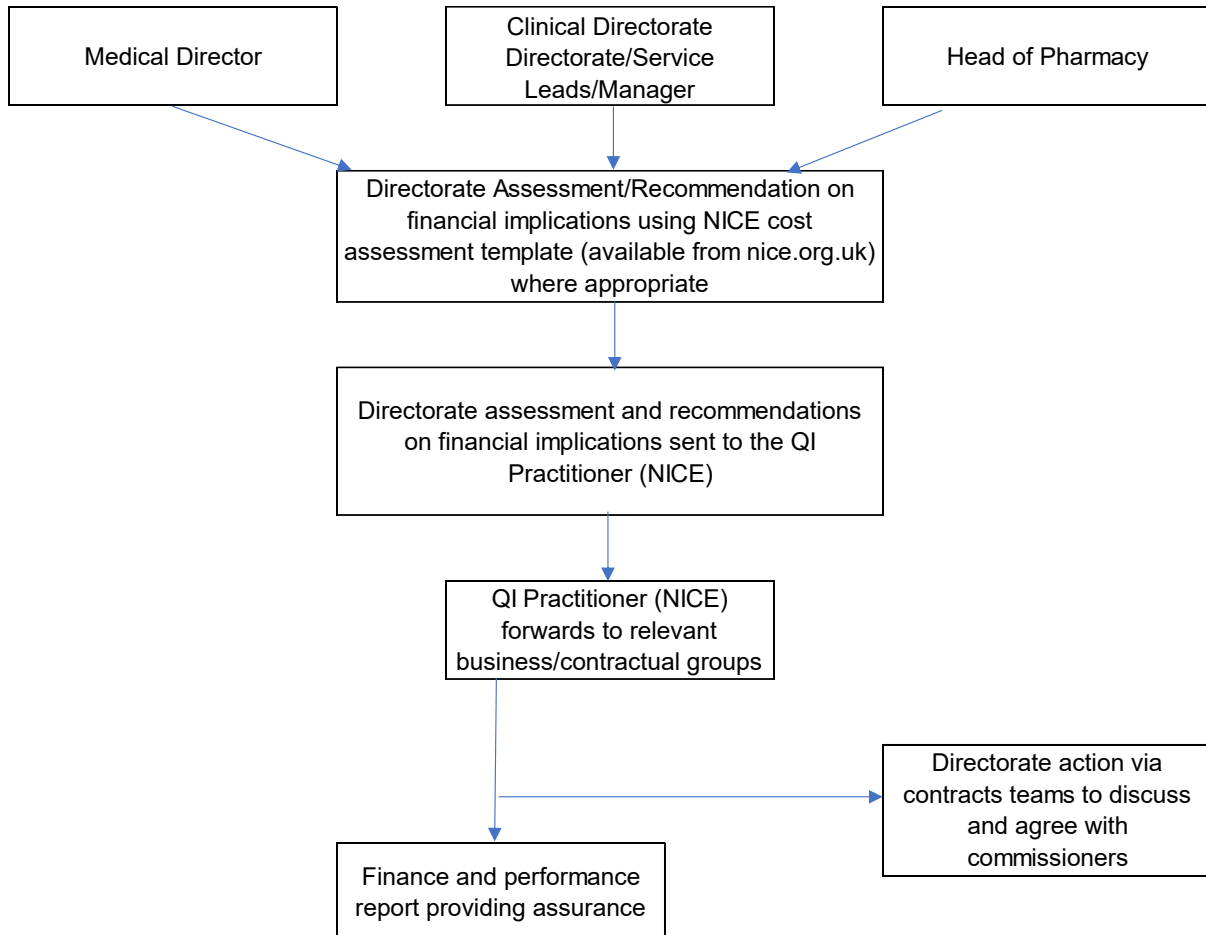 Medical Director
Clinical Directorate
Directorate/Service
Leads/Manager
Head of Pharmacy
Directorate Assessment/Recommendation on
financial implications using NICE cost
assessment template (available from nice.org.uk)
where appropriate
Directorate assessment and recommendations
on financial implications sent to the QI
Practitioner (NICE)
QI Practitioner (NICE)
forwards to relevant
business/contractual groups
Directorate action via
contracts teams to discuss
and agree with
commissioners
Finance and performance
report providing assurance